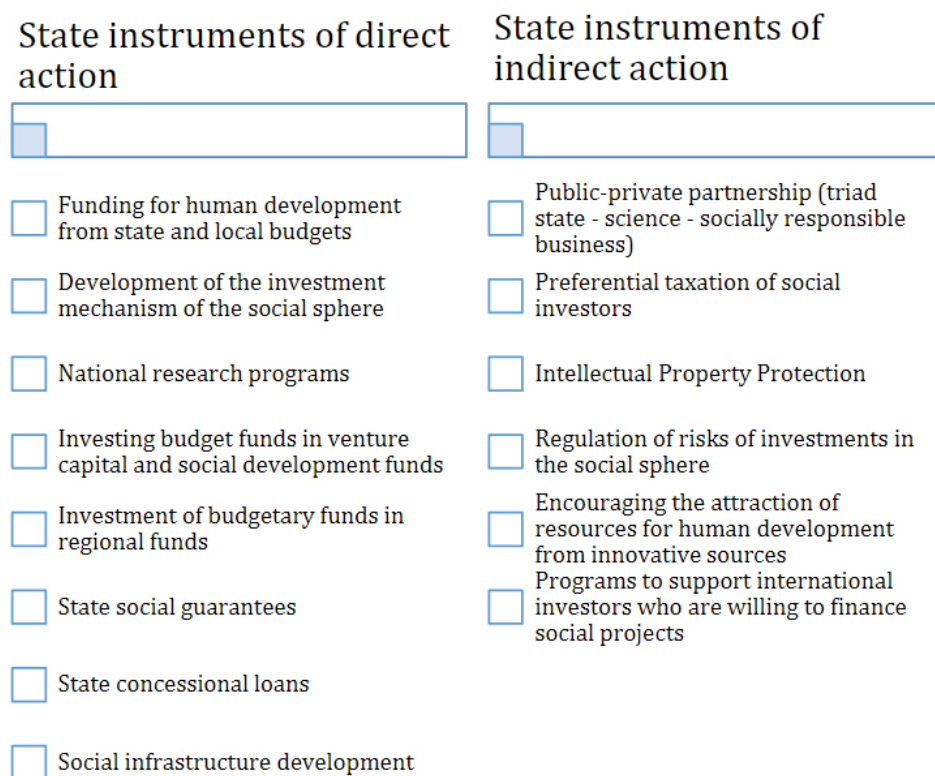 State instruments of direct
action
Funding for human development
from state and local budgets
Development of the investment
mechanism of the social sphere
National research programs
Investing budget funds in venture
capital and social development funds
Investment of budgetary funds in
regional funds
State social guarantees
State concessional loans
Social infrastructure development
State instruments of
indirect action
Public-private partnership (triad
state - science - socially responsible
business)
Preferential taxation of social
investors
Intellectual Property Protection
Regulation of risks of investments in
the social sphere
Encouraging the attraction of
resources for human development
from innovative sources
Programs to support international
investors who are willing to finance
social projects